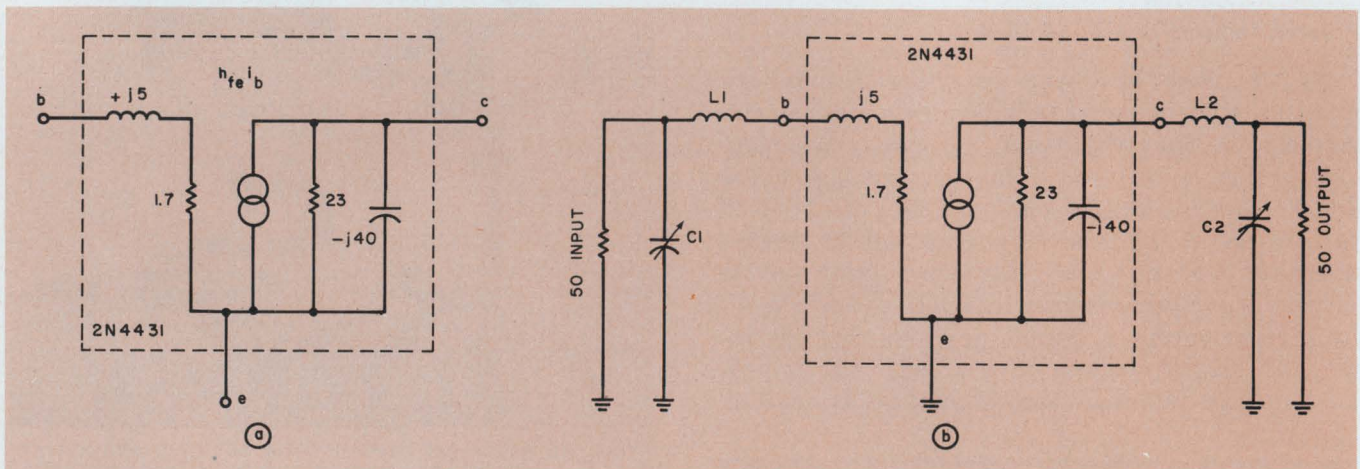 h_fe i_b
b
+ j5
c
1.7
23
-j40
2N4431
e
a
2N4431
L1
b
j5
c
L2
50 INPUT
C1
1.7
23
-j40
C2
50 OUTPUT
e
b